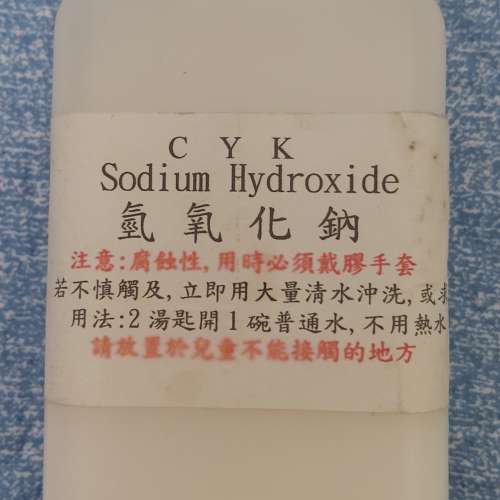 C Y K
Sodium Hydroxide
氫氧化鈉
注意:腐蝕性,用時必須戴膠手套
若不慎觸及,立即用大量清水沖洗,或求
用法:2湯匙開1碗普通水,不用熱水
請放置於兒童不能接觸的地方